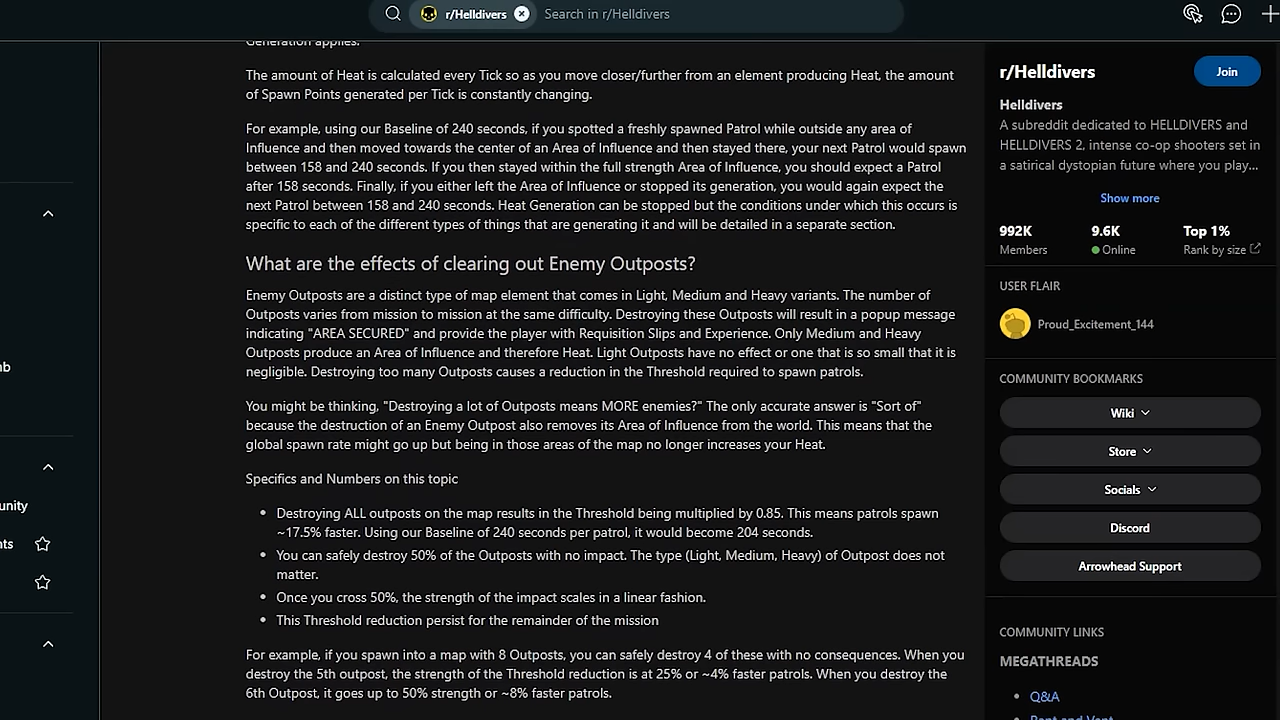 r/Helldivers
Search in r/Helldivers
Generation applies.
The amount of Heat is calculated every Tick so as you move closer/further from an element producing Heat, the amount
of Spawn Points generated per Tick is constantly changing.
For example, using our Baseline of 240 seconds, if you spotted a freshly spawned Patrol while outside any area of
Influence and then moved towards the center of an Area of Influence and then stayed there, your next Patrol would spawn
between 158 and 240 seconds. If you then stayed within the full strength Area of Influence, you should expect a Patrol
after 158 seconds. Finally, if you either left the Area of Influence or stopped its generation, you would again expect the
next Patrol between 158 and 240 seconds. Heat Generation can be stopped but the conditions under which this occurs is
specific to each of the different types of things that are generating it and will be detailed in a separate section.
What are the effects of clearing out Enemy Outposts?
Enemy Outposts are a distinct type of map element that comes in Light, Medium and Heavy variants. The number of
Outposts varies from mission to mission at the same difficulty. Destroying these Outposts will result in a popup message
indicating "AREA SECURED" and provide the player with Requisition Slips and Experience. Only Medium and Heavy
Outposts produce an Area of Influence and therefore Heat. Light Outposts have no effect or one that is so small that it is
negligible. Destroying too many Outposts causes a reduction in the Threshold required to spawn patrols.
You might be thinking, "Destroying a lot of Outposts means MORE enemies?" The only accurate answer is "Sort of"
because the destruction of an Enemy Outpost also removes its Area of Influence from the world. This means that the
global spawn rate might go up but being in those areas of the map no longer increases your Heat.
Specifics and Numbers on this topic
• Destroying ALL outposts on the map results in the Threshold being multiplied by 0.85. This means patrols spawn
~17.5% faster. Using our Baseline of 240 seconds per patrol, it would become 204 seconds.
• You can safely destroy 50% of the Outposts with no impact. The type (Light, Medium, Heavy) of Outpost does not
matter.
• Once you cross 50%, the strength of the impact scales in a linear fashion.
• This Threshold reduction persist for the remainder of the mission
For example, if you spawn into a map with 8 Outposts, you can safely destroy 4 of these with no consequences. When you
destroy the 5th outpost, the strength of the Threshold reduction is at 25% or ~4% faster patrols. When you destroy the
6th Outpost, it goes up to 50% strength or ~8% faster patrols.
r/Helldivers
Join
Helldivers
A subreddit dedicated to HELLDIVERS and
HELLDIVERS 2, intense co-op shooters set in
a satirical dystopian future where you play...
Show more
992K 9.6K Top 1%
Members Online Rank by size
USER FLAIR
Proud_Excitement_144
COMMUNITY BOOKMARKS
Wiki
Store
Socials
Discord
Arrowhead Support
COMMUNITY LINKS
MEGATHREADS
• Q&A
• Rant and Vent